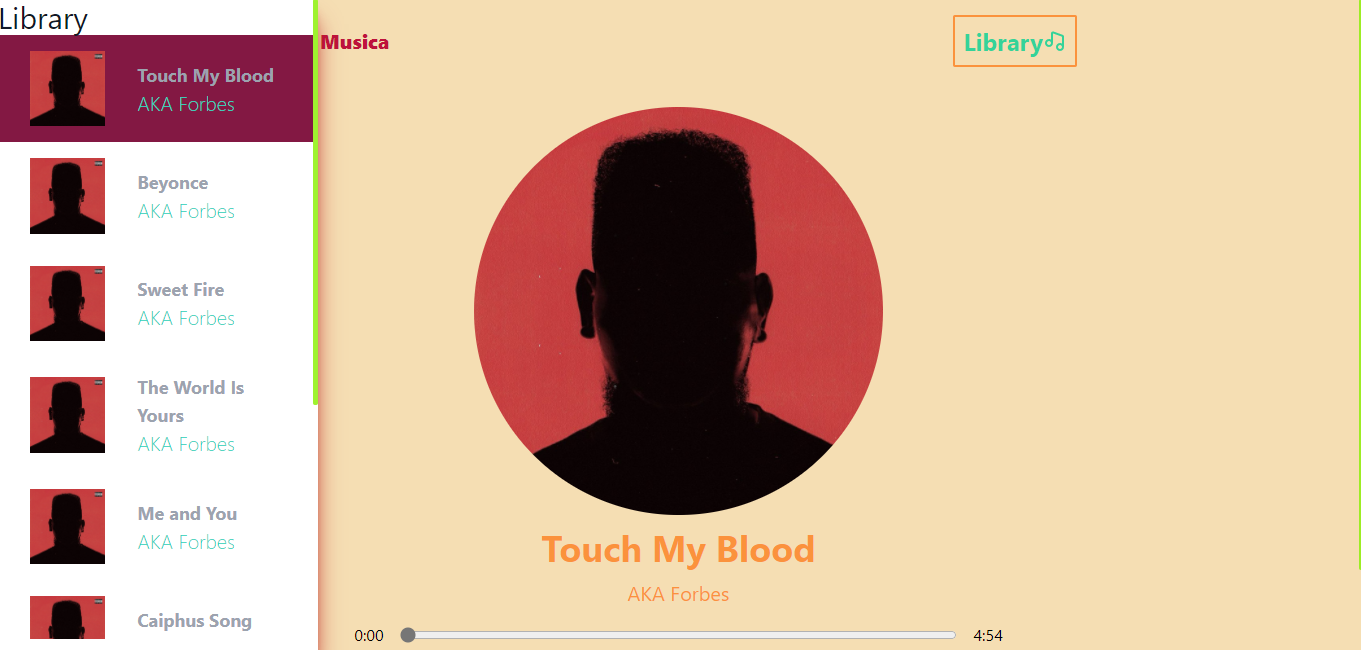 Library
Touch My Blood
AKA Forbes
Beyonce
AKA Forbes
Sweet Fire
AKA Forbes
The World Is
Yours
AKA Forbes
Me and You
AKA Forbes
Caiphus Song
Musica
Library
Touch My Blood
AKA Forbes
0:00
4:54